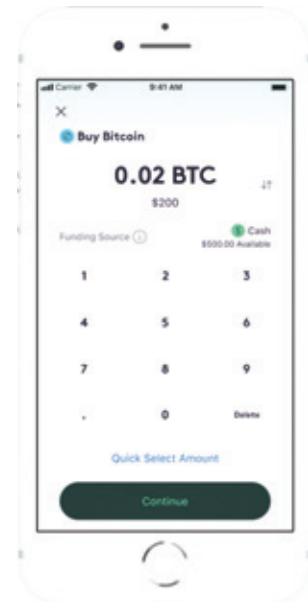 Carrier 9:41 AM
Buy Bitcoin
0.02 BTC
$200
Funding Source Cash
$500.00 Available
1 2 3
4 5 6
7 8 9
. 0 Delete
Quick Select Amount
Continue